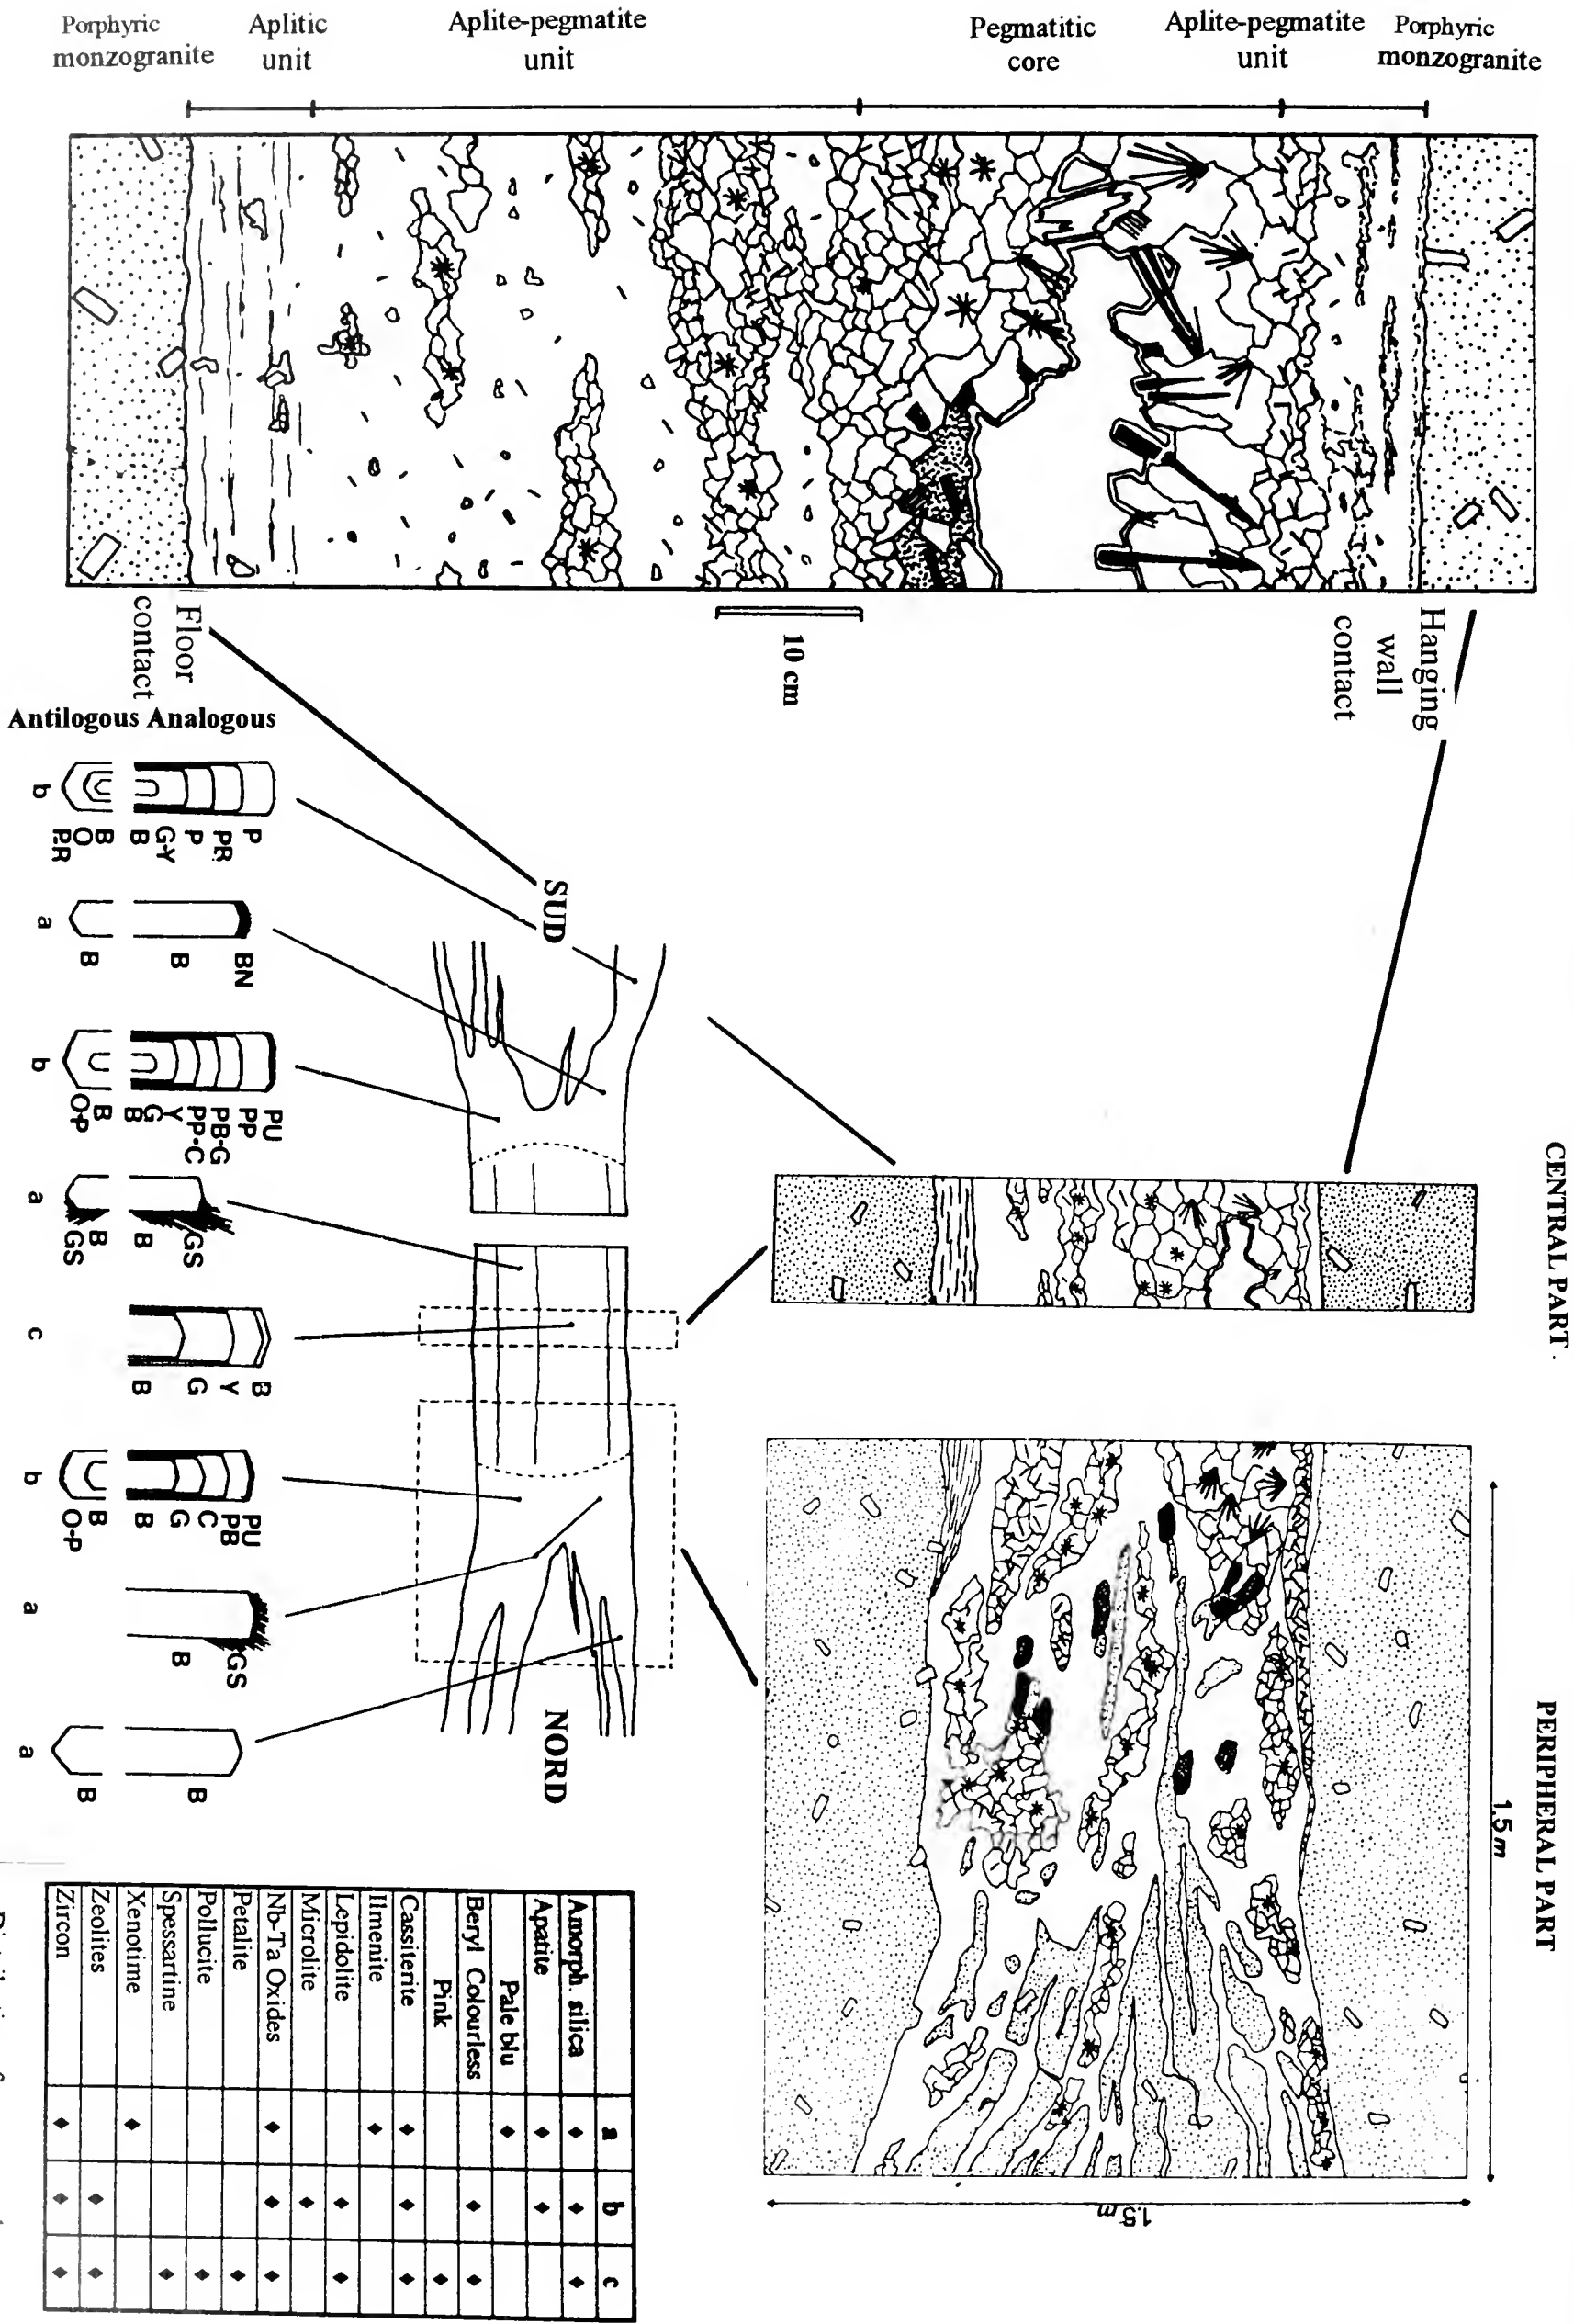 Porphyric
monzogranite
Aplitic
unit
Aplite-pegmatite
unit
Pegmatitic
core
Aplite-pegmatite
unit
Porphyric
monzogranite
Floor
contact
10 cm
Hanging
wall
contact
Antilogous Analogous
b
P.R
O
B
B
G-Y
P
PR
P
a
B
B
BN
b
O-P
B
B
G
Y
PP-C
PB-G
PP
PU
a
GS
B
B
GS
c
B
G
Y
B
b
O-P
B
B
G
C
PB
PU
a
B
GS
a
B
B
SUD
NORD
CENTRAL PART
PERIPHERAL PART
1,5 m
1.5 m
a b c
Amorph. silica ♦ ♦ ♦
Apatite ♦ ♦
Pale blu ♦
Beryl Colourless ♦ ♦
Pink ♦
Cassiterite ♦ ♦ ♦
Ilmenite ♦
Lepidolite ♦ ♦
Microlite ♦
Nb-Ta Oxides ♦ ♦ ♦
Petalite ♦
Pollucite ♦
Spessartine ♦
Xenotime ♦
Zeolites ♦ ♦
Zircon ♦ ♦ ♦